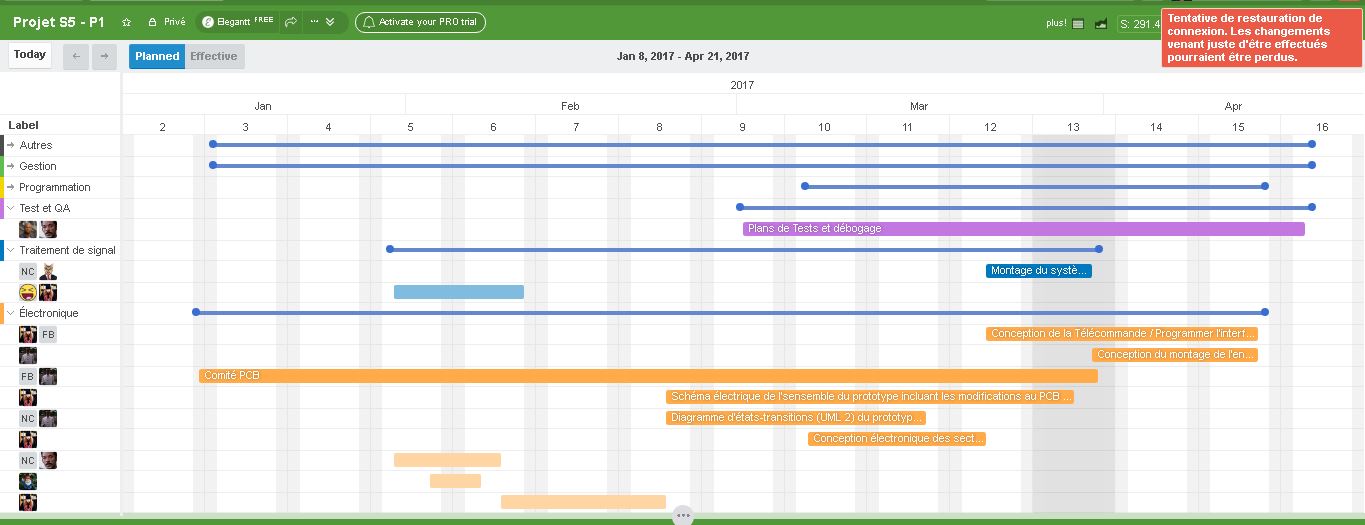 Projet S5 - P1
Privé
Elegantt FREE
Activate your PRO trial
plus!
S: 291.4
Tentative de restauration de
connexion. Les changements
venant juste d'être effectués
pourraient être perdus.
Today
Planned
Effective
Jan 8, 2017 - Apr 21, 2017
2017
Jan Feb Mar Apr
Label
2 3 4 5 6 7 8 9 10 11 12 13 14 15 16
Autres
Gestion
Programmation
Test et QA
Plans de Tests et débogage
Traitement de signal
NC
Montage du systè...
Électronique
FB
Conception de la Télécommande / Programmer l'interf...
Conception du montage de l'en...
FB
Comité PCB
Schéma électrique de l'sensemble du prototype incluant les modifications au PCB ...
NC
Diagramme d'états-transitions (UML 2) du prototyp...
Conception électronique des sect...
NC